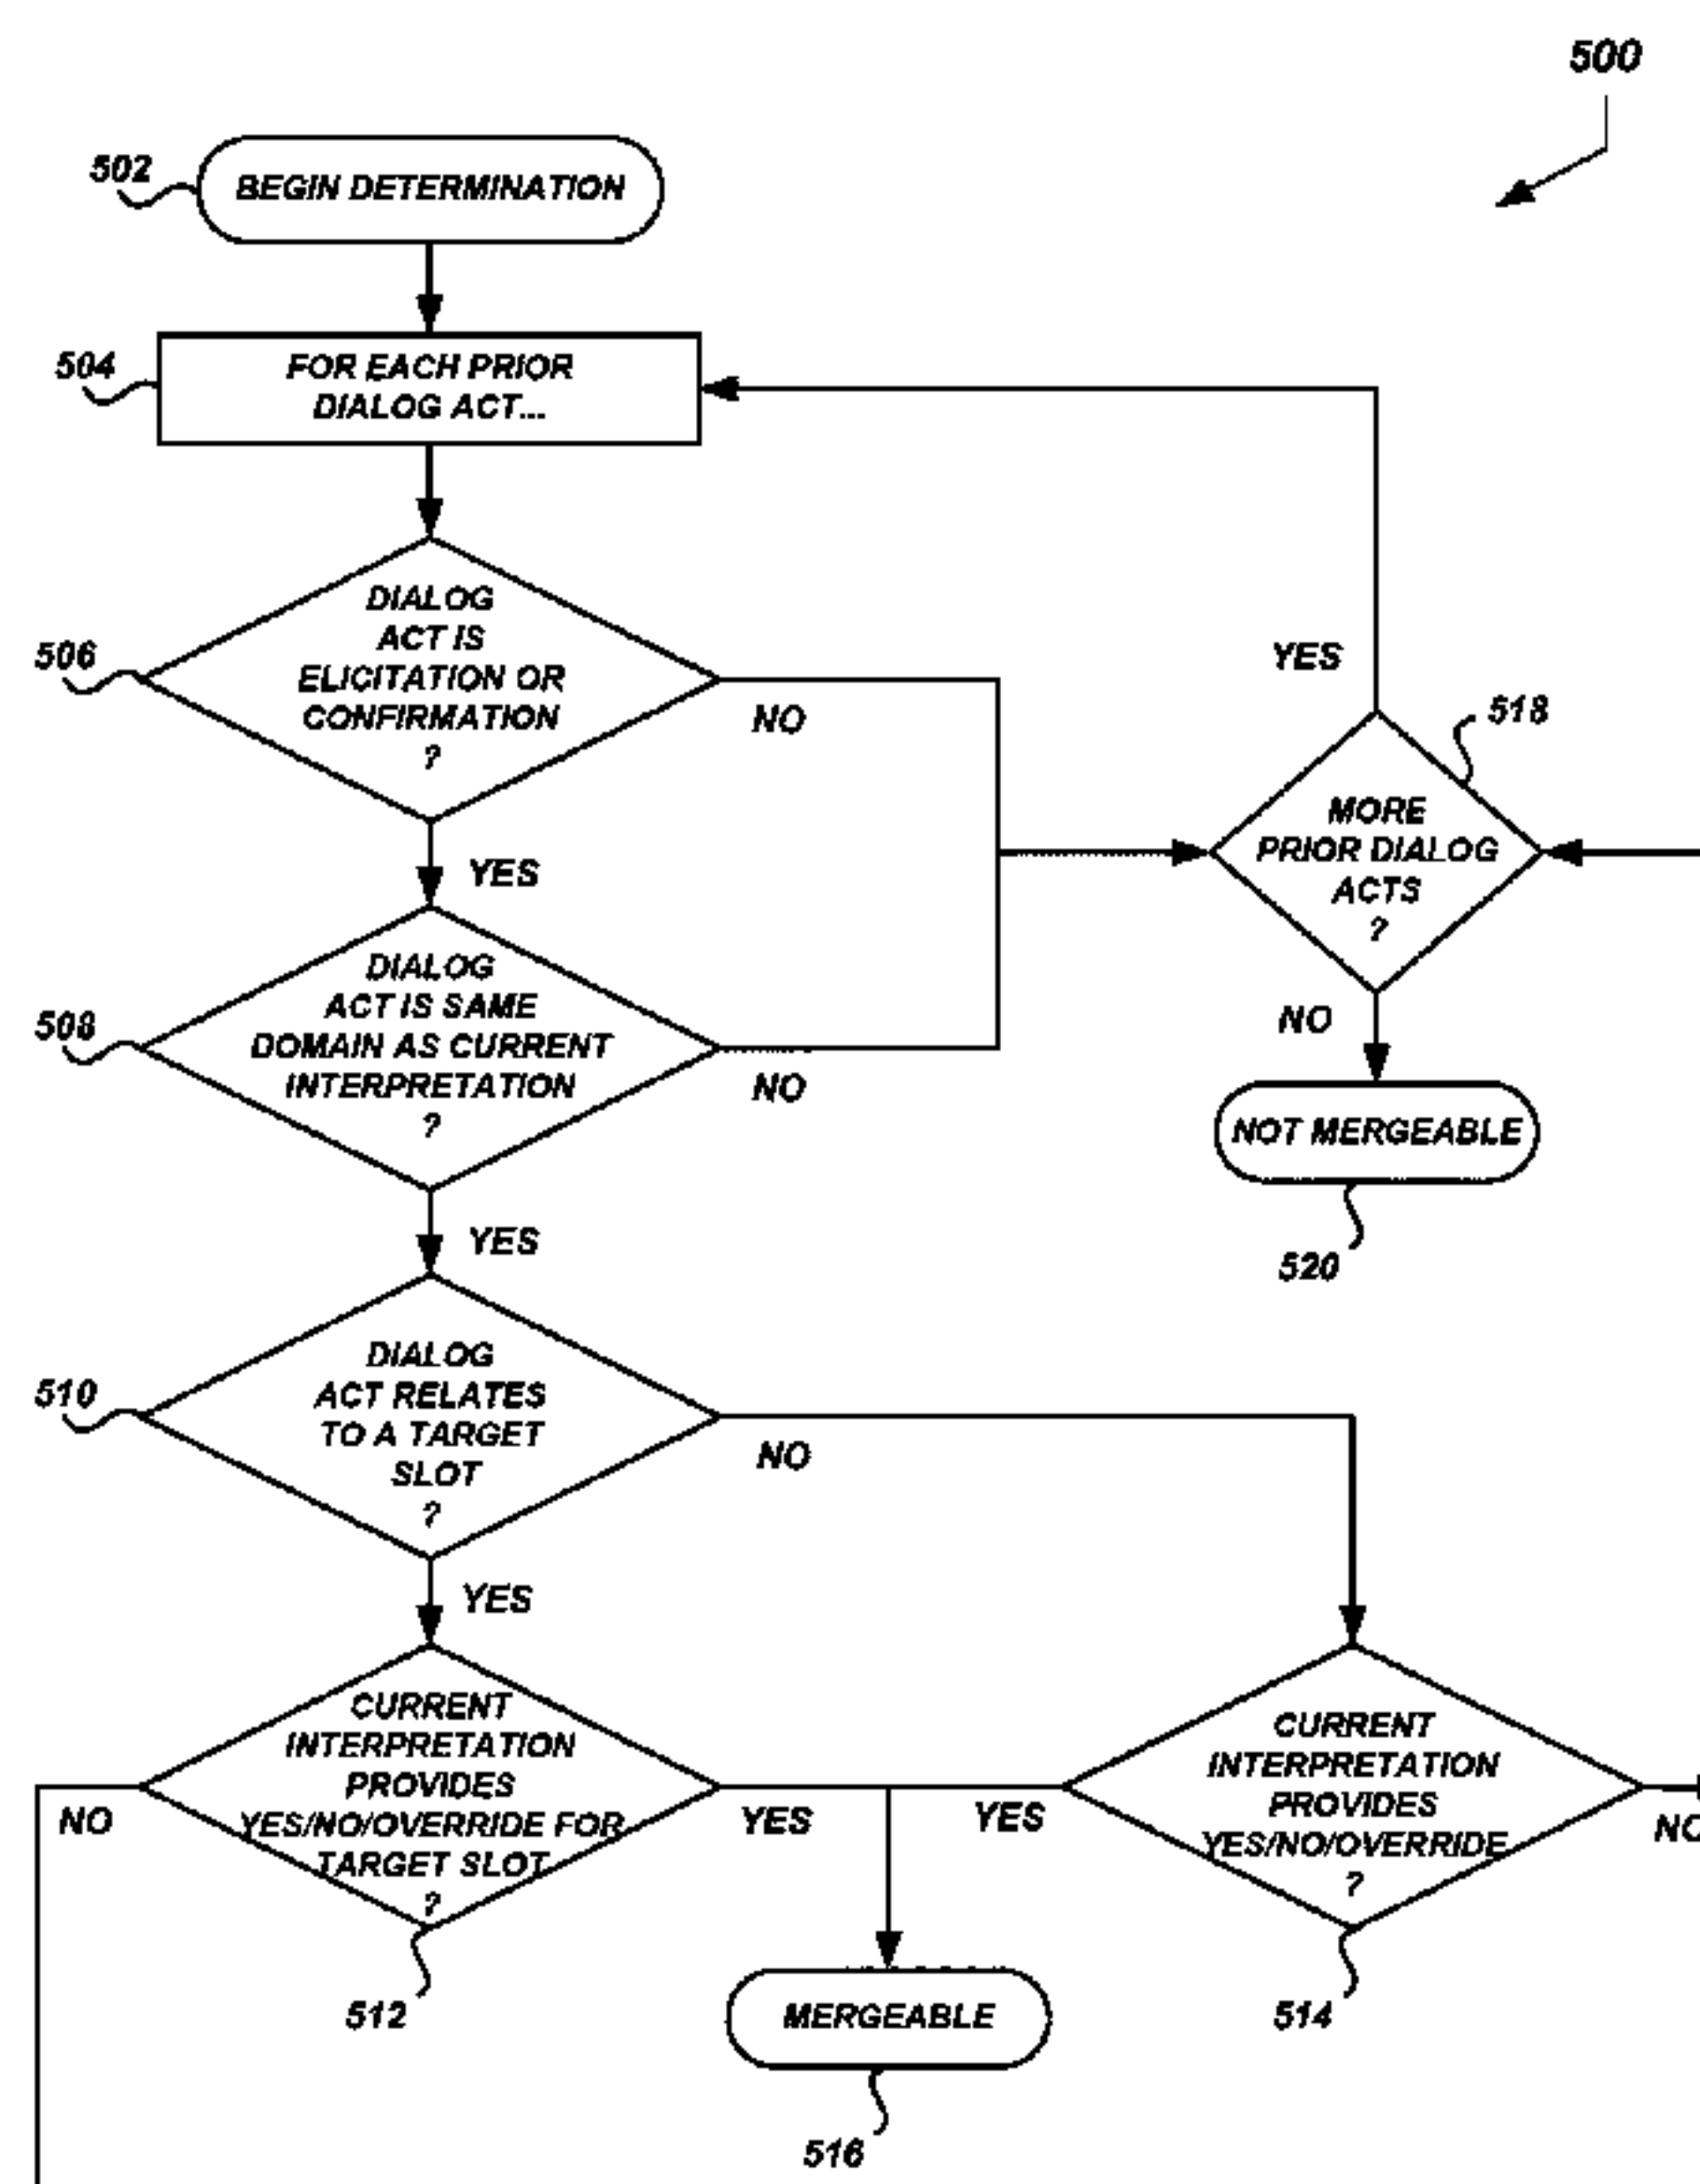 500
502
BEGIN DETERMINATION
504
FOR EACH PRIOR
DIALOG ACT...
506
DIALOG
ACT IS
ELICITATION OR
CONFIRMATION
?
NO
YES
YES
518
MORE
PRIOR DIALOG
ACTS
?
NO
NOT MERGEABLE
520
508
DIALOG
ACT IS SAME
DOMAIN AS CURRENT
INTERPRETATION
?
NO
YES
510
DIALOG
ACT RELATES
TO A TARGET
SLOT
?
NO
YES
CURRENT
INTERPRETATION
PROVIDES
YES/NO/OVERRIDE FOR
TARGET SLOT
?
NO
YES
512
CURRENT
INTERPRETATION
PROVIDES
YES/NO/OVERRIDE
?
YES
NO
514
MERGEABLE
516